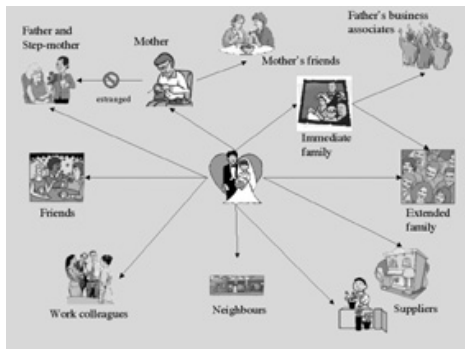 Father and
Step-mother
Mother
Mother's friends
Father's business
associates
estranged
Immediate
family
Friends
Extended
family
Work colleagues
Neighbours
Suppliers